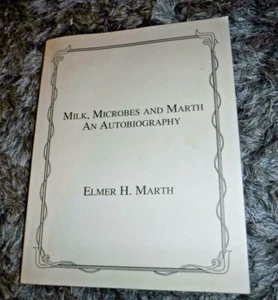 Milk, Microbes and Marth
An Autobiography
Elmer H. Marth